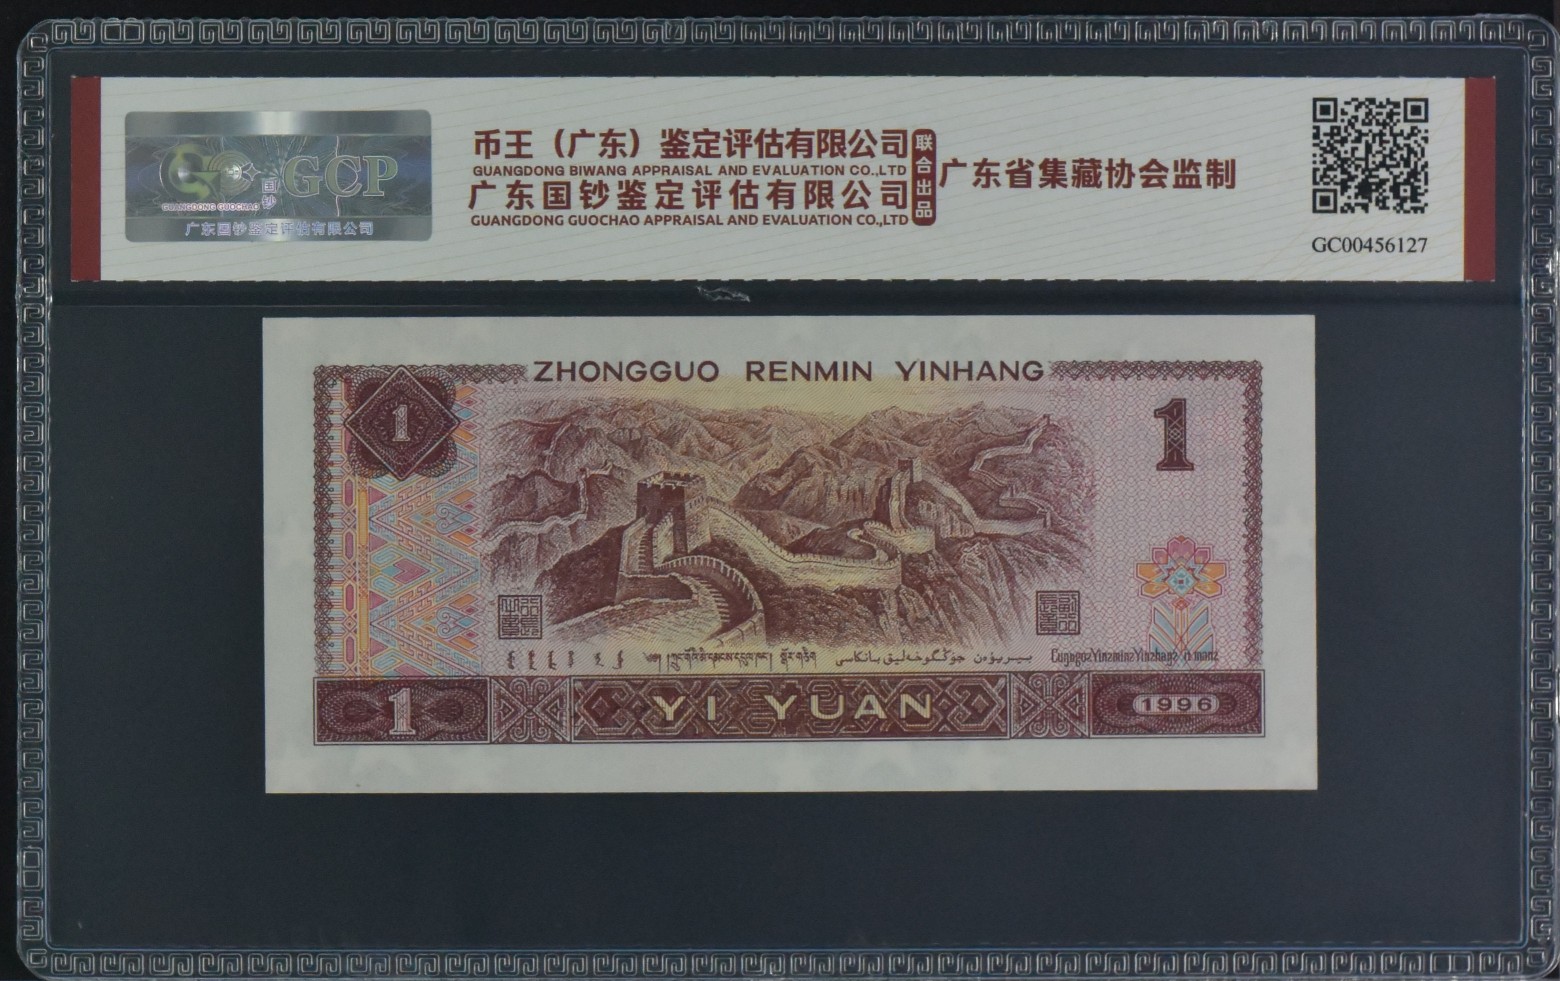 GCP
国钞
GUANGDONG GUOCHAO
广东国钞鉴定评估有限公司
币王（广东）鉴定评估有限公司
GUANGDONG BIWANG APPRAISAL AND EVALUATION CO.,LTD
广东国钞鉴定评估有限公司
GUANGDONG GUOCHAO APPRAISAL AND EVALUATION CO.,LTD
联合出品
广东省集藏协会监制
GC00456127
ZHONGGUO RENMIN YINHANG
1
1
1
YI YUAN
1996